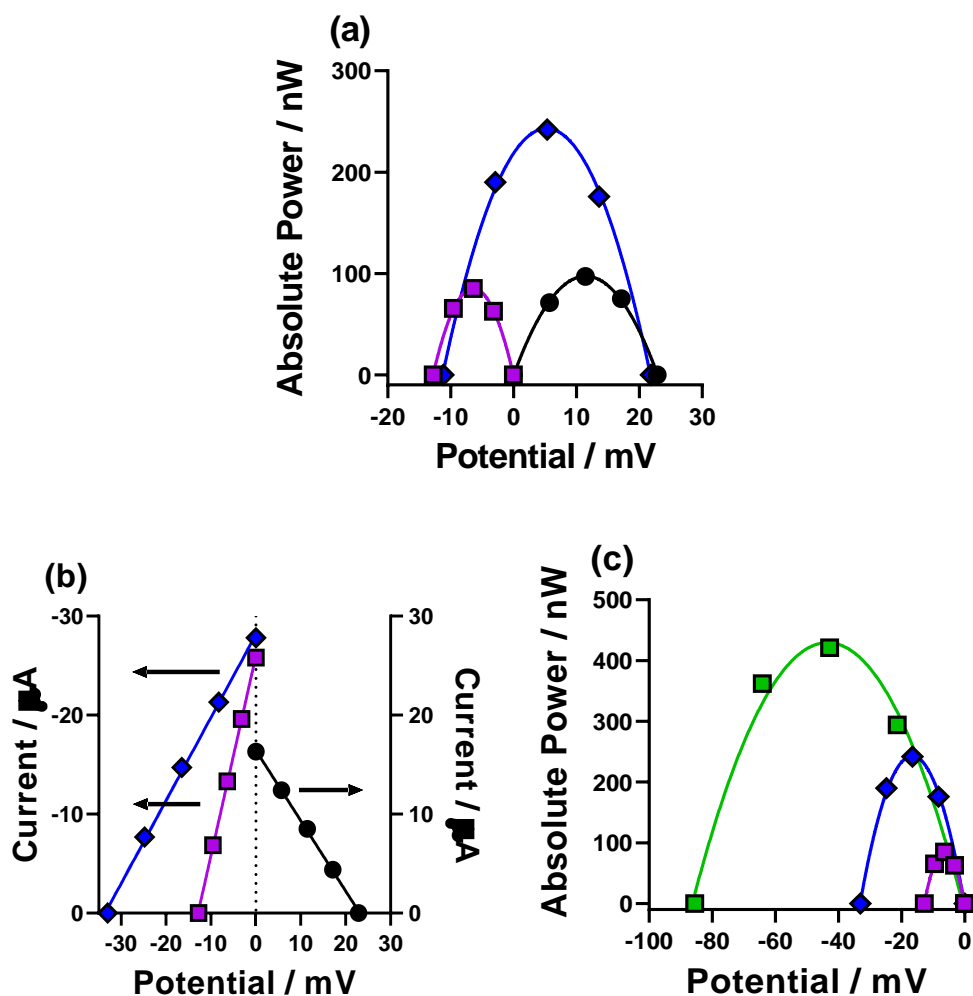 (a)
Absolute Power / nW
300
200
100
0
-20 -10 0 10 20 30
Potential / mV
(b)
Current / µA
-30
-20
-10
0
30
20
10
0
Current / µA
-30 -20 -10 0 10 20 30
Potential / mV
(c)
Absolute Power / nW
500
400
300
200
100
0
-100 -80 -60 -40 -20 0
Potential / mV